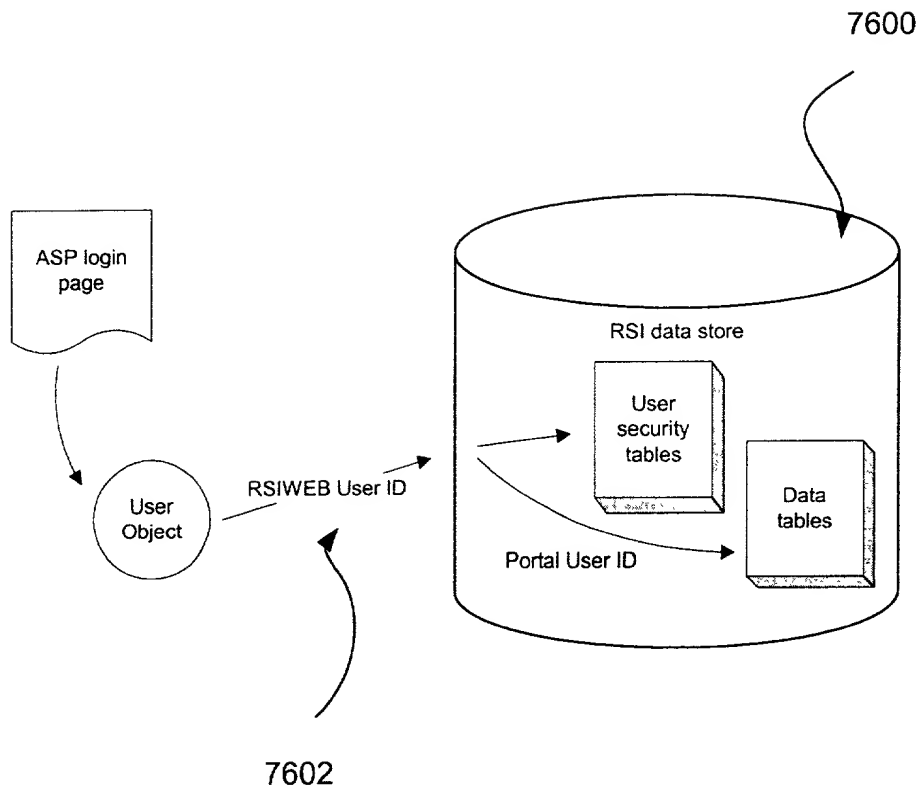 7600
ASP login
page
RSI data store
User
security
tables
RSIWEB User ID
User
Object
Data
tables
Portal User ID
7602